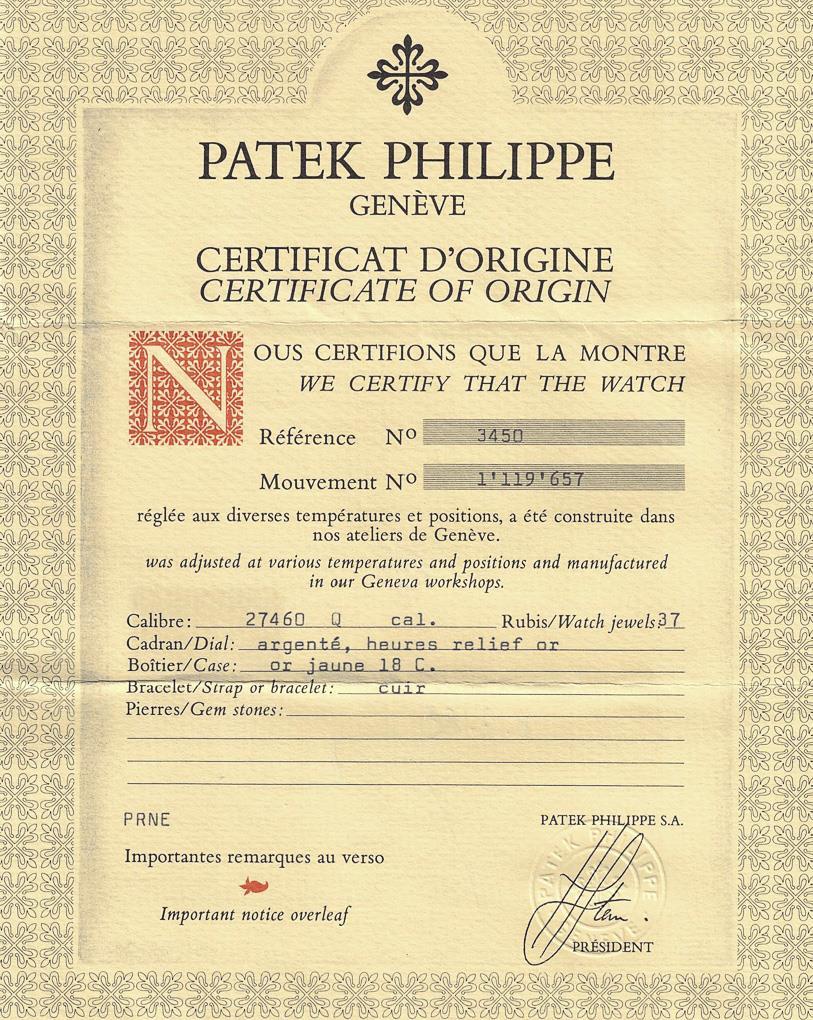 PATEK PHILIPPE
GENÈVE
CERTIFICAT D'ORIGINE
CERTIFICATE OF ORIGIN
NOUS CERTIFIONS QUE LA MONTRE
WE CERTIFY THAT THE WATCH
Référence Nº 3450
Mouvement Nº 1'119'657
réglée aux diverses températures et positions, a été construite dans
nos ateliers de Genève.
was adjusted at various temperatures and positions and manufactured
in our Geneva workshops.
Calibre: 27460 Q cal. Rubis/Watch jewels: 37
Cadran/Dial: argenté, heures relief or
Boîtier/Case: or jaune 18 C.
Bracelet/Strap or bracelet: cuir
Pierres/Gem stones:
PRNE
PATEK PHILIPPE S.A.
Importantes remarques au verso
Important notice overleaf
PATEK PHILIPPE
GENÈVE
PRÉSIDENT